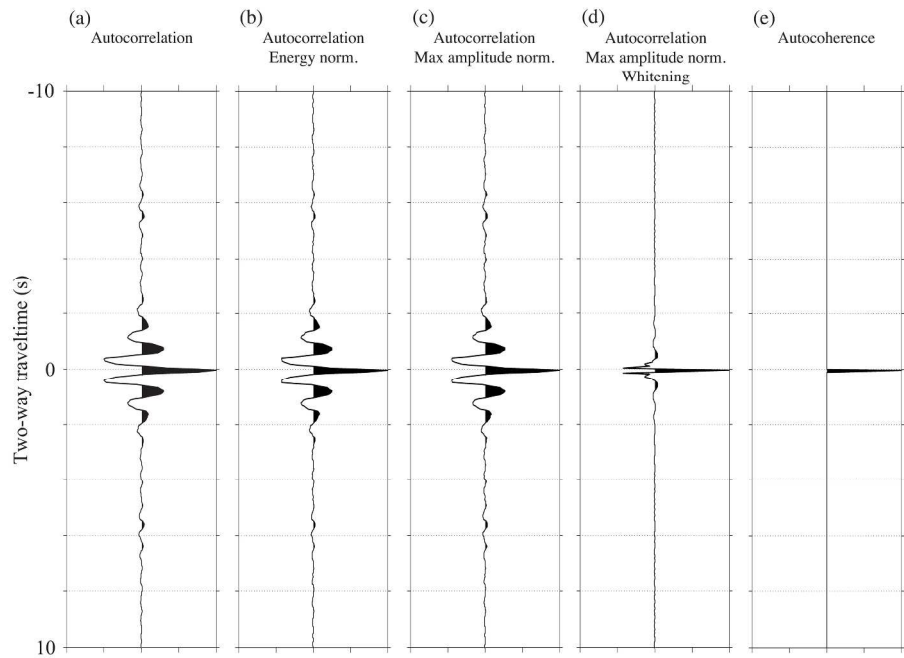 (a)
Autocorrelation
(b)
Autocorrelation
Energy norm.
(c)
Autocorrelation
Max amplitude norm.
(d)
Autocorrelation
Max amplitude norm.
Whitening
(e)
Autocoherence
-10
Two-way traveltime (s)
0
10